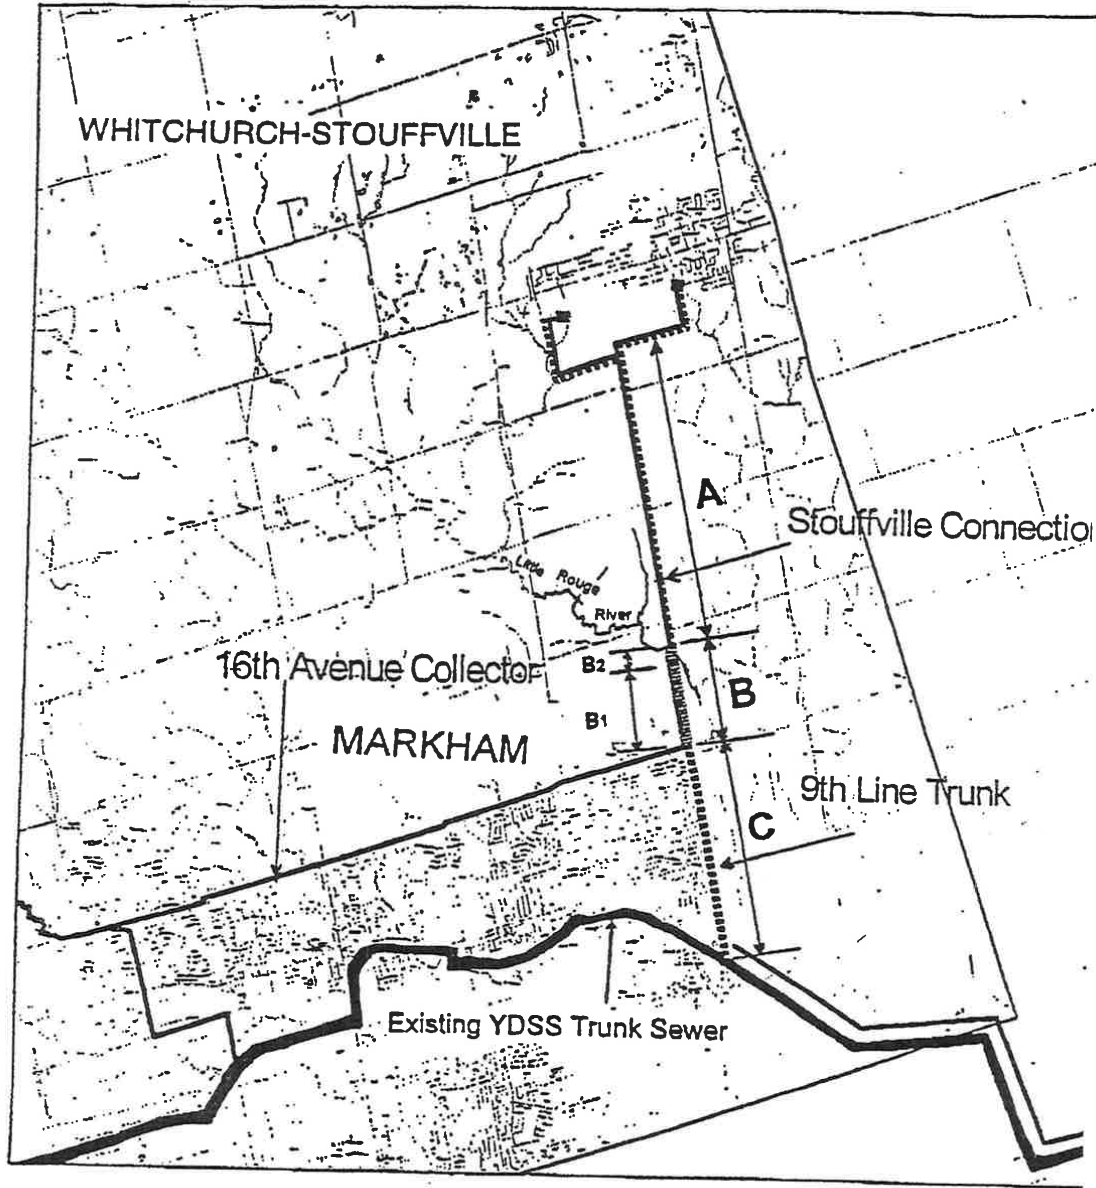 WHITCHURCH-STOUFFVILLE
A
Stouffville Connectio
Little Rouge
River
B2
16th Avenue Collector
B
B1
MARKHAM
9th Line Trunk
C
Existing YDSS Trunk Sewer